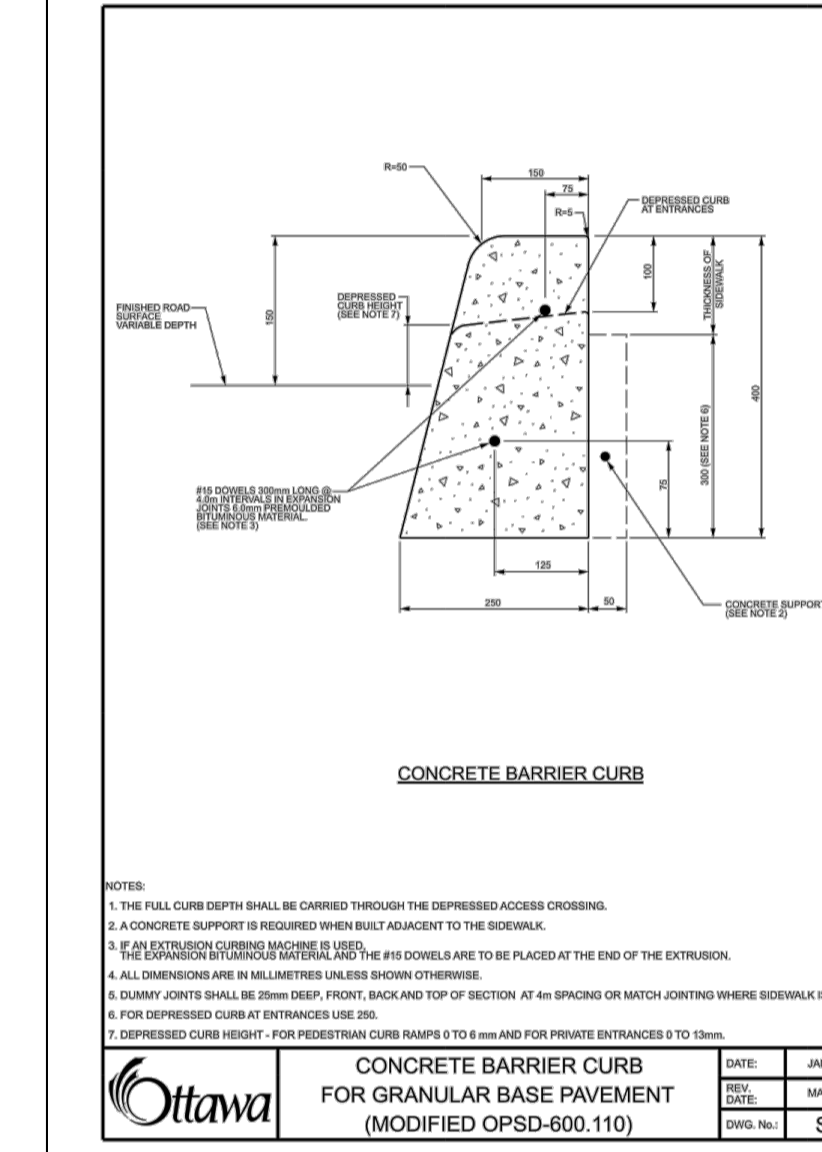 R=50
150
75
R=5
DEPRESSED CURB
AT ENTRANCES
100
THICKNESS OF
SIDEWALK
FINISHED ROAD
SURFACE
VARIABLE DEPTH
150
DEPRESSED
CURB HEIGHT
(SEE NOTE 7)
400
300 (SEE NOTE 6)
75
#15 DOWELS 300mm LONG @
4.0m INTERVALS IN EXPANSION
JOINTS 6.0mm PREMOULDED
BITUMINOUS MATERIAL.
(SEE NOTE 3)
125
250
50
CONCRETE SUPPORT
(SEE NOTE 2)
CONCRETE BARRIER CURB
NOTES:
1. THE FULL CURB DEPTH SHALL BE CARRIED THROUGH THE DEPRESSED ACCESS CROSSING.
2. A CONCRETE SUPPORT IS REQUIRED WHEN BUILT ADJACENT TO THE SIDEWALK.
3. IF AN EXTRUSION CURBING MACHINE IS USED,
THE EXPANSION BITUMINOUS MATERIAL AND THE #15 DOWELS ARE TO BE PLACED AT THE END OF THE EXTRUSION.
4. ALL DIMENSIONS ARE IN MILLIMETRES UNLESS SHOWN OTHERWISE.
5. DUMMY JOINTS SHALL BE 25mm DEEP, FRONT, BACK AND TOP OF SECTION AT 4m SPACING OR MATCH JOINTING WHERE SIDEWALK
6. FOR DEPRESSED CURB AT ENTRANCES USE 250.
7. DEPRESSED CURB HEIGHT - FOR PEDESTRIAN CURB RAMPS 0 TO 6 mm AND FOR PRIVATE ENTRANCES 0 TO 13mm.
Ottawa
CONCRETE BARRIER CURB
FOR GRANULAR BASE PAVEMENT
(MODIFIED OPSD-600.110)
DATE:
REV.
DATE:
DWG. No.: